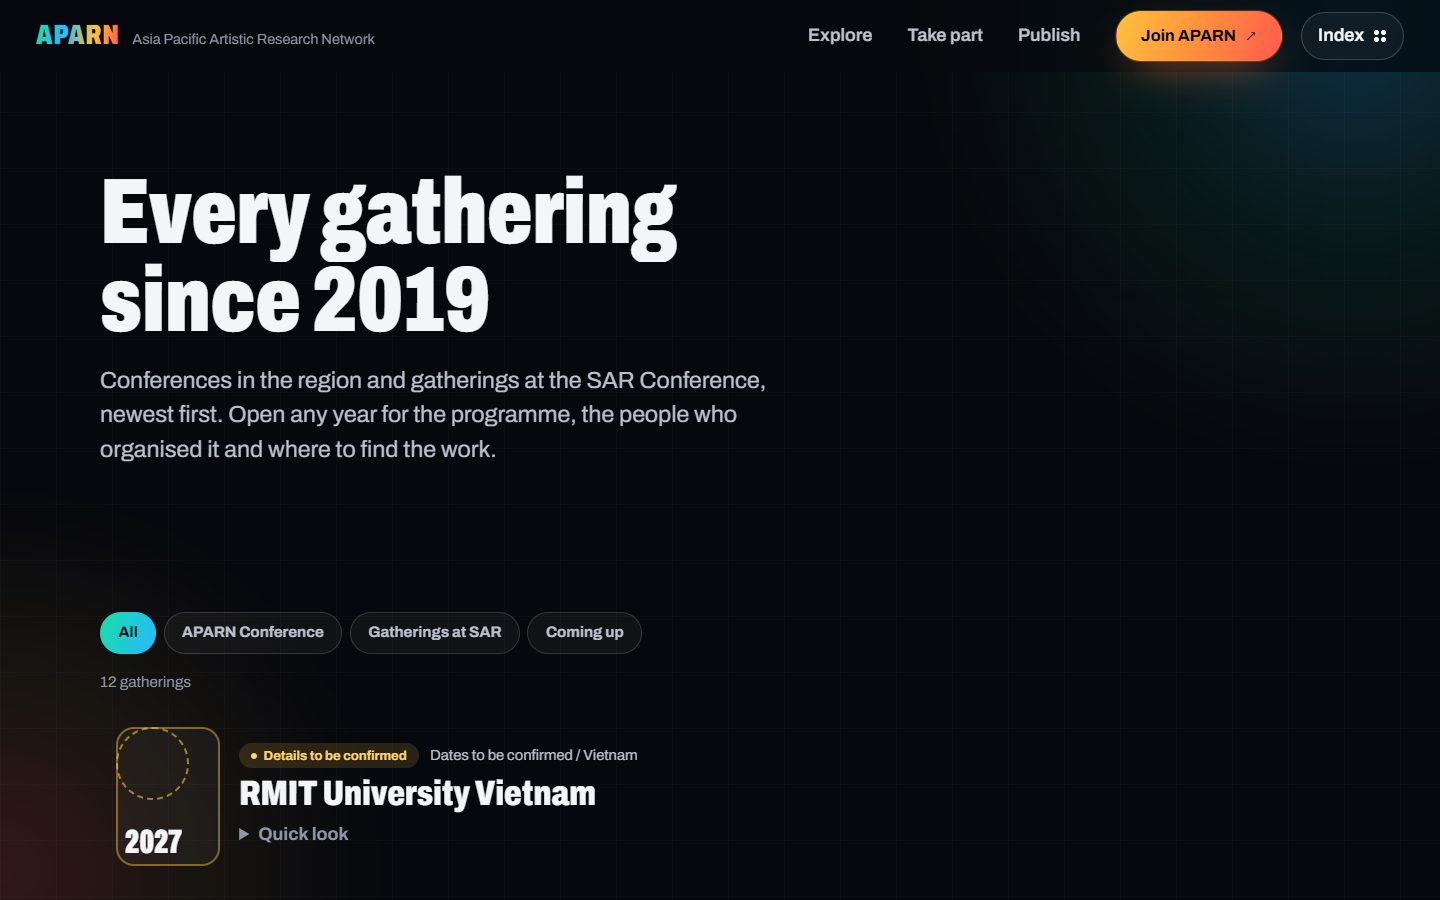 APARN Asia Pacific Artistic Research Network
Explore Take part Publish Join APARN ↗ Index
Every gathering
since 2019
Conferences in the region and gatherings at the SAR Conference,
newest first. Open any year for the programme, the people who
organised it and where to find the work.
All APARN Conference Gatherings at SAR Coming up
12 gatherings
Details to be confirmed Dates to be confirmed / Vietnam
RMIT University Vietnam
Quick look
2027